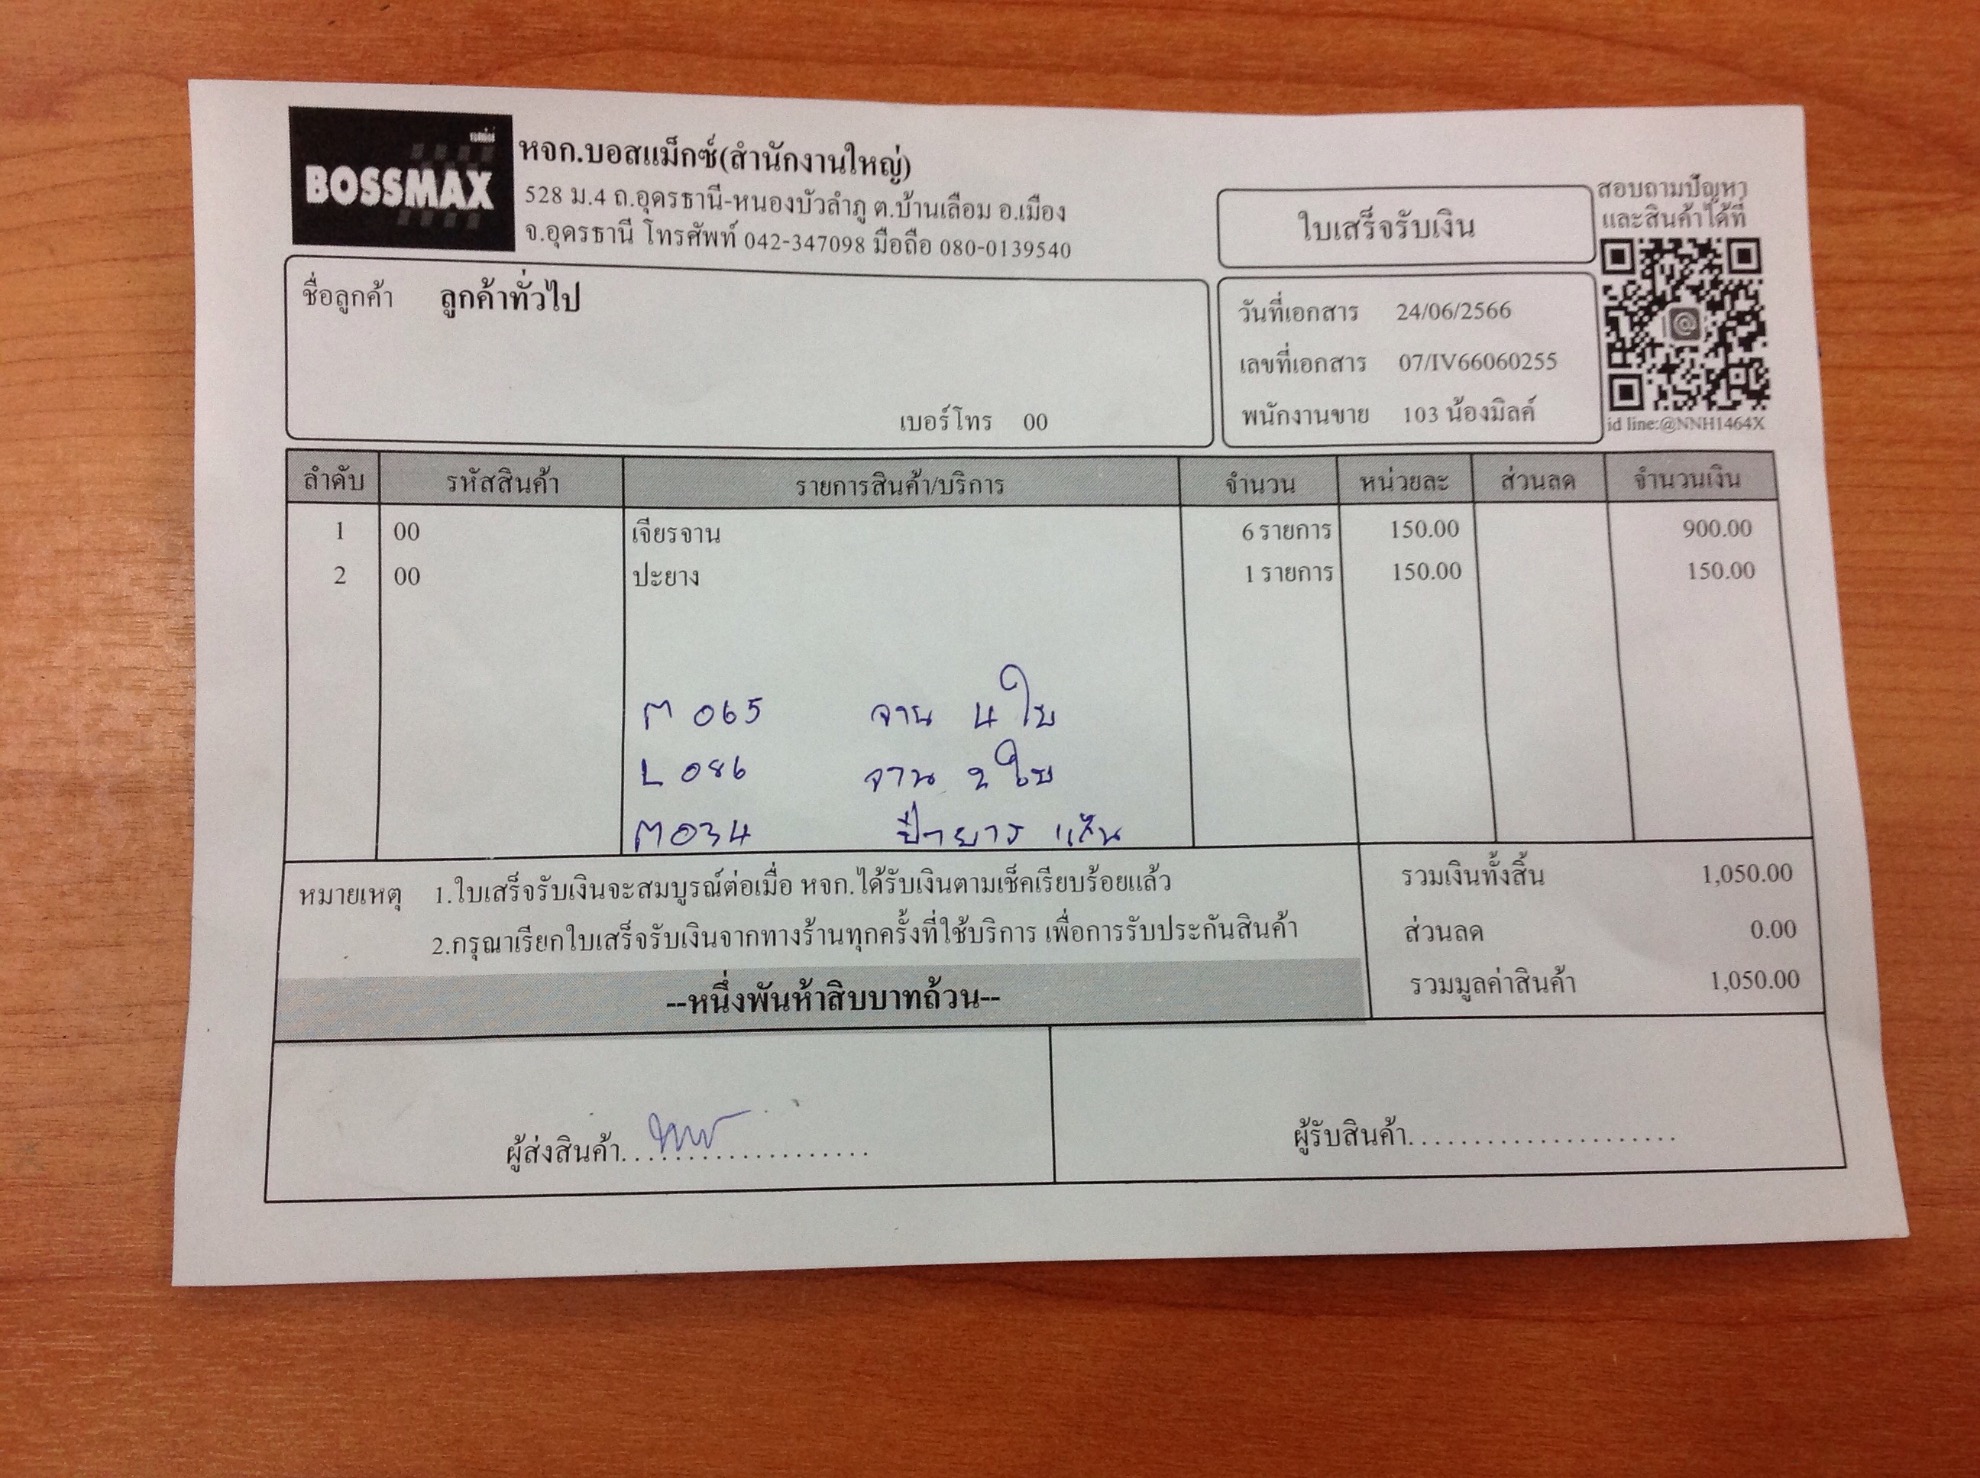 BOSSMAX
หจก.บอสแม็กซ์(สำนักงานใหญ่)
528 ม.4 ถ.อุดรธานี-หนองบัวลำภู ต.บ้านเลื่อม อ.เมือง
จ.อุดรธานี โทรศัพท์ 042-347098 มือถือ 080-0139540
ใบเสร็จรับเงิน
สอบถามปัญหา
และสินค้าได้ที่
id line:@NNH1464X
ชื่อลูกค้า ลูกค้าทั่วไป
เบอร์โทร 00
วันที่เอกสาร 24/06/2566
เลขที่เอกสาร 07/IV66060255
พนักงานขาย 103 น้องมิลค์
ลำดับ รหัสสินค้า รายการสินค้า/บริการ จำนวน หน่วยละ ส่วนลด จำนวนเงิน
1 00 เจียรจาน 6 รายการ 150.00 900.00
2 00 ปะยาง 1 รายการ 150.00 150.00
M 065 จาน 4 ใบ
L 086 จาน 2 ใบ
M034
หมายเหตุ 1.ใบเสร็จรับเงินจะสมบูรณ์ต่อเมื่อ หจก.ได้รับเงินตามเช็คเรียบร้อยแล้ว
2.กรุณาเรียกใบเสร็จรับเงินจากทางร้านทุกครั้งที่ใช้บริการ เพื่อการรับประกันสินค้า
--หนึ่งพันห้าสิบบาทถ้วน--
รวมเงินทั้งสิ้น 1,050.00
ส่วนลด 0.00
รวมมูลค่าสินค้า 1,050.00
ผู้ส่งสินค้า.....................
ผู้รับสินค้า.....................